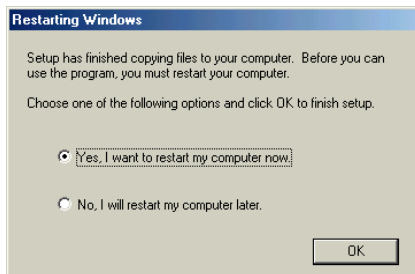 Restarting Windows
Setup has finished copying files to your computer. Before you can
use the program, you must restart your computer.
Choose one of the following options and click OK to finish setup.
Yes, I want to restart my computer now.
No, I will restart my computer later.
OK